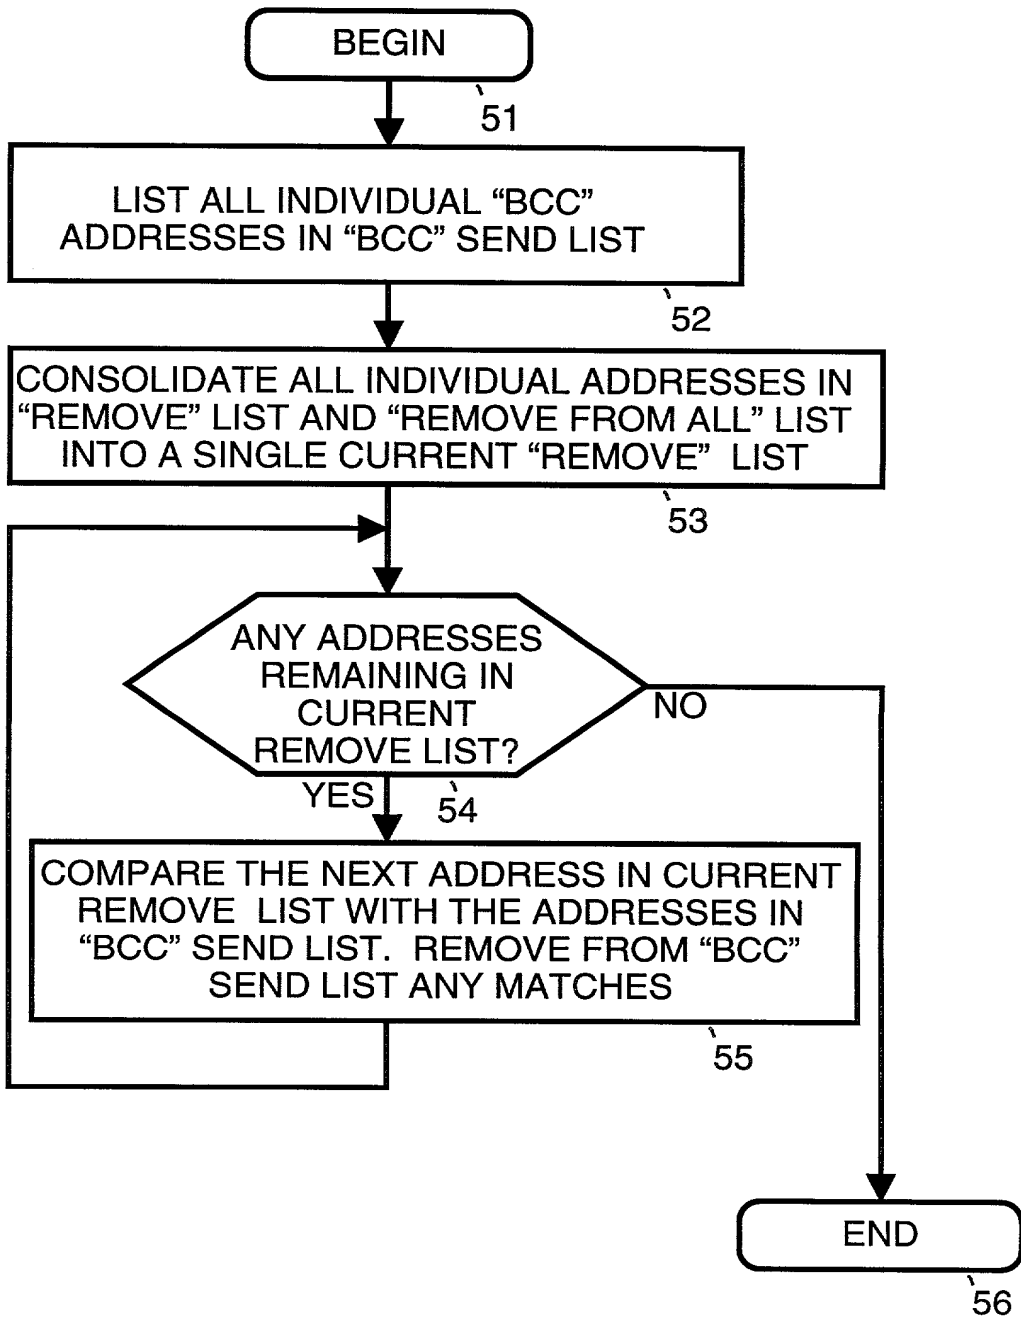 BEGIN
51
LIST ALL INDIVIDUAL “BCC”
ADDRESSES IN “BCC” SEND LIST
52
CONSOLIDATE ALL INDIVIDUAL ADDRESSES IN
“REMOVE” LIST AND “REMOVE FROM ALL” LIST
INTO A SINGLE CURRENT “REMOVE” LIST
53
ANY ADDRESSES
REMAINING IN
CURRENT
REMOVE LIST?
NO
YES
54
COMPARE THE NEXT ADDRESS IN CURRENT
REMOVE LIST WITH THE ADDRESSES IN
“BCC” SEND LIST. REMOVE FROM “BCC”
SEND LIST ANY MATCHES
55
END
56